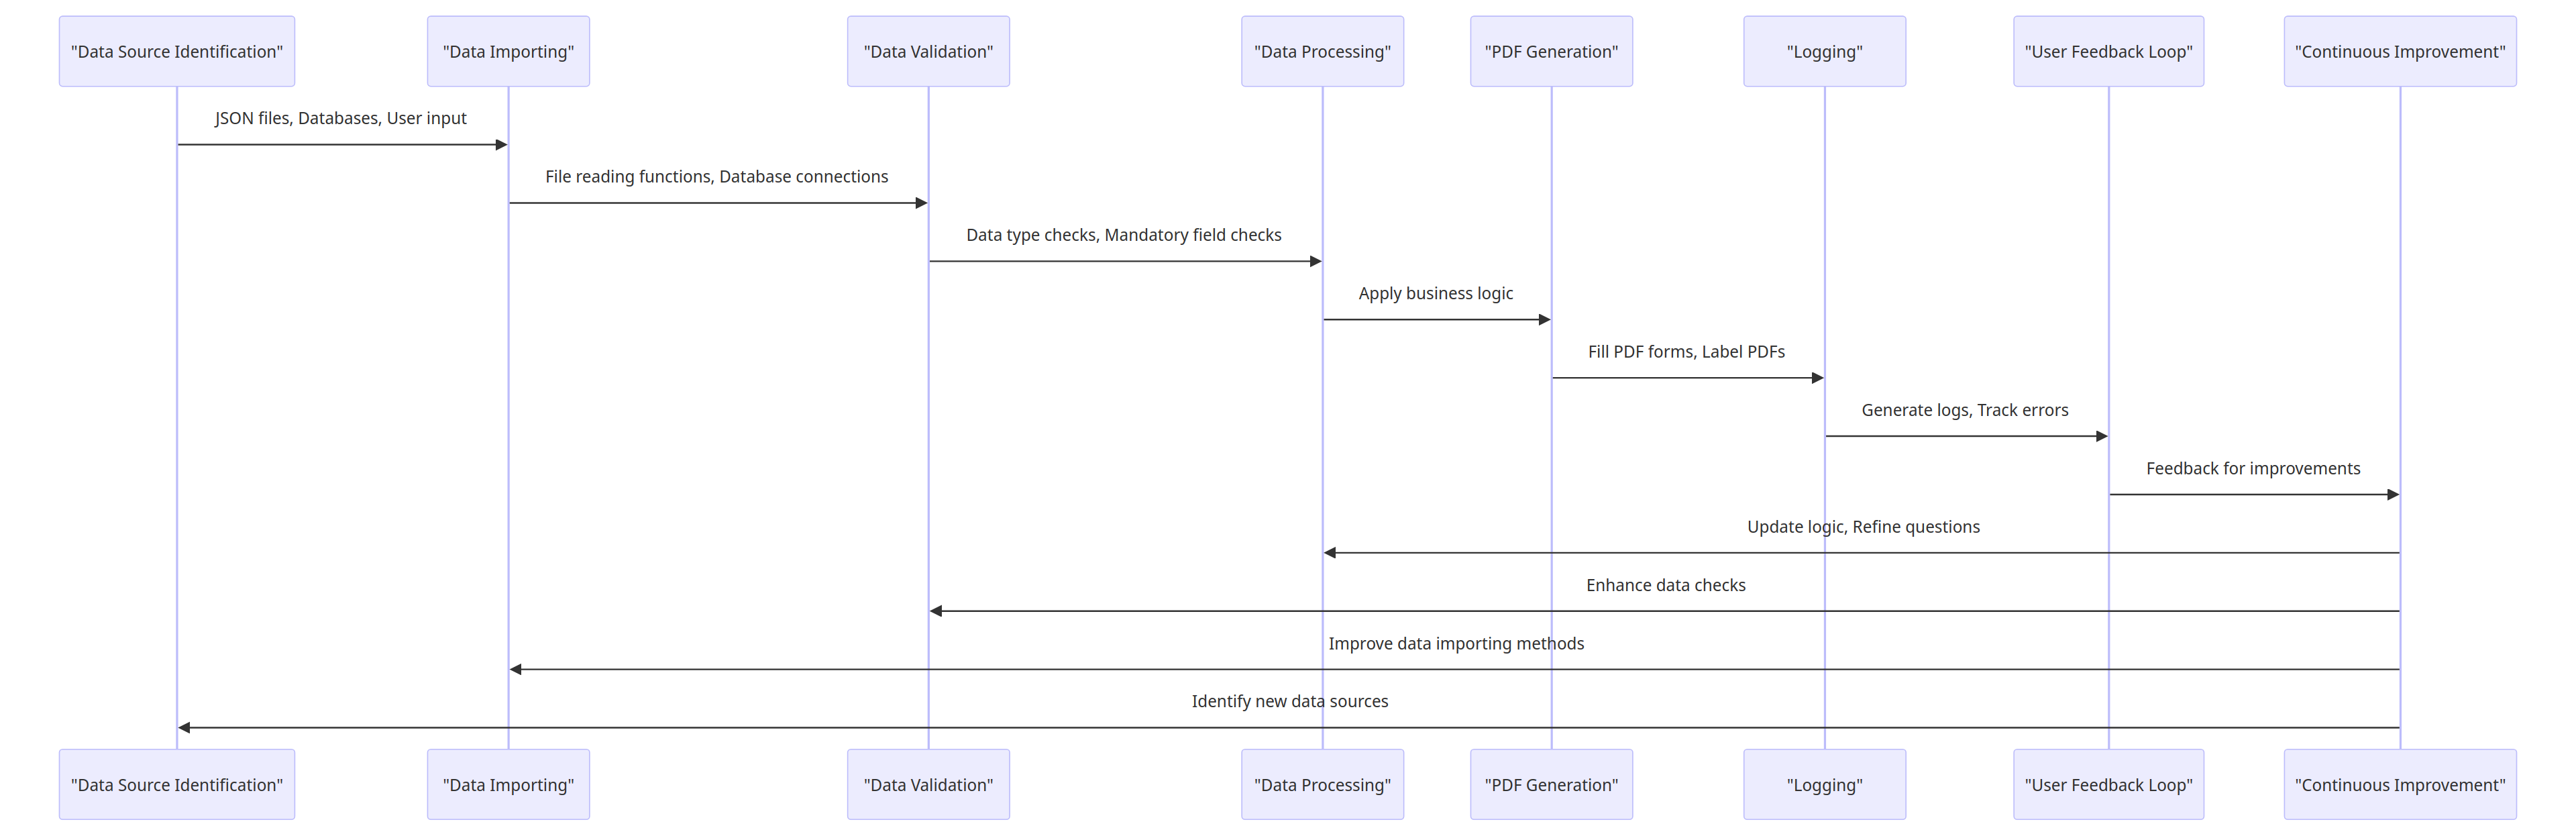 "Data Source Identification"
"Data Importing"
"Data Validation"
"Data Processing"
"PDF Generation"
"Logging"
"User Feedback Loop"
"Continuous Improvement"
JSON files, Databases, User input
File reading functions, Database connections
Data type checks, Mandatory field checks
Apply business logic
Fill PDF forms, Label PDFs
Generate logs, Track errors
Feedback for improvements
Update logic, Refine questions
Enhance data checks
Improve data importing methods
Identify new data sources
"Data Source Identification"
"Data Importing"
"Data Validation"
"Data Processing"
"PDF Generation"
"Logging"
"User Feedback Loop"
"Continuous Improvement"